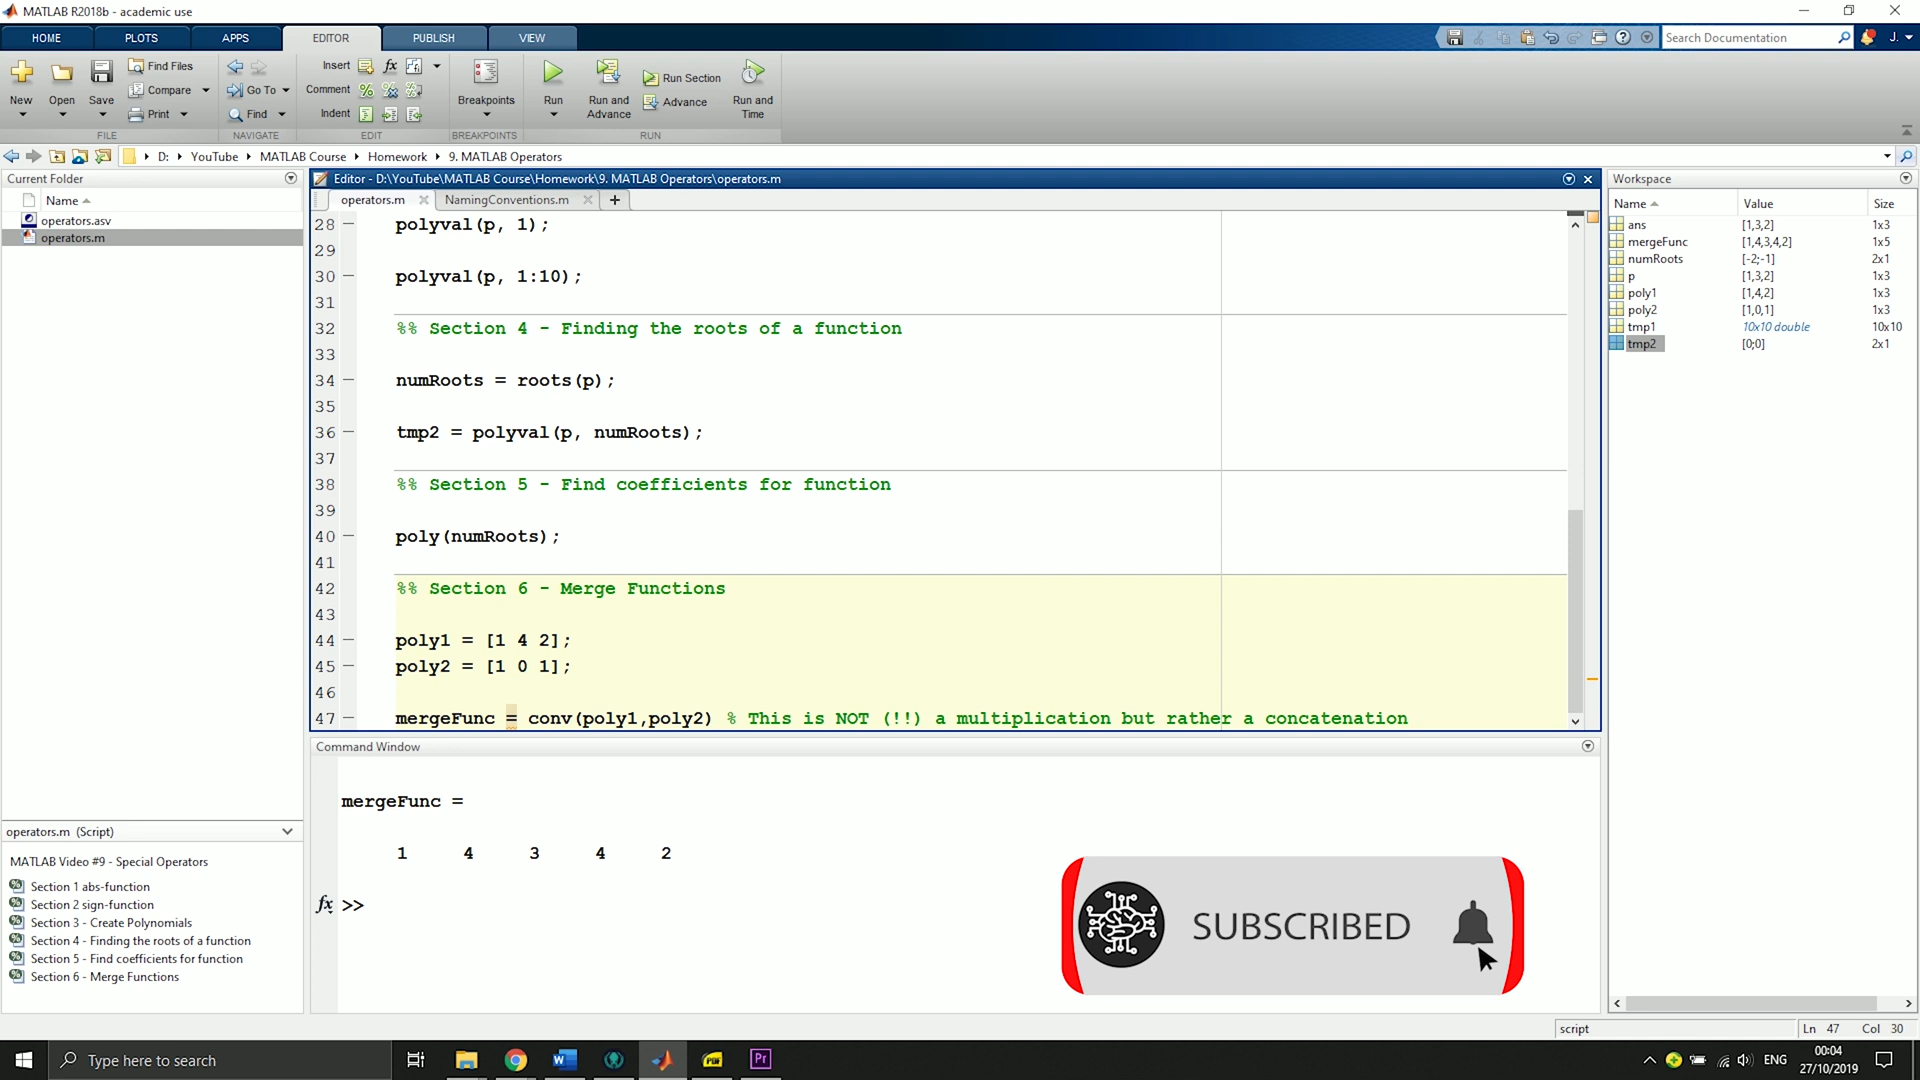 MATLAB R2018b - academic use
HOME PLOTS APPS EDITOR PUBLISH VIEW
Search Documentation
J.
New
Open
Save
Find Files
Compare
Print
FILE
Go To
Find
NAVIGATE
Insert fx
Comment
Indent
EDIT
Breakpoints
BREAKPOINTS
Run
Run and Advance
Run Section
Advance
Run and Time
RUN
D: YouTube MATLAB Course Homework 9. MATLAB Operators
Current Folder
Name
operators.asv
operators.m
operators.m (Script)
MATLAB Video #9 - Special Operators
Section 1 abs-function
Section 2 sign-function
Section 3 - Create Polynomials
Section 4 - Finding the roots of a function
Section 5 - Find coefficients for function
Section 6 - Merge Functions
Editor - D:\YouTube\MATLAB Course\Homework\9. MATLAB Operators\operators.m
operators.m NamingConventions.m
28 polyval(p, 1);
29
30 polyval(p, 1:10);
31
32 %% Section 4 - Finding the roots of a function
33
34 numRoots = roots(p);
35
36 tmp2 = polyval(p, numRoots);
37
38 %% Section 5 - Find coefficients for function
39
40 poly(numRoots);
41
42 %% Section 6 - Merge Functions
43
44 poly1 = [1 4 2];
45 poly2 = [1 0 1];
46
47 mergeFunc = conv(poly1,poly2) % This is NOT (!!) a multiplication but rather a concatenation
Command Window
mergeFunc =
1 4 3 4 2
fx >>
SUBSCRIBED
Workspace
Name Value Size
ans [1,3,2] 1x3
mergeFunc [1,4,3,4,2] 1x5
numRoots [-2;-1] 2x1
p [1,3,2] 1x3
poly1 [1,4,2] 1x3
poly2 [1,0,1] 1x3
tmp1 10x10 double 10x10
tmp2 [0;0] 2x1
script Ln 47 Col 30
Type here to search
W
PDF
Pr
ENG
00:04
27/10/2019